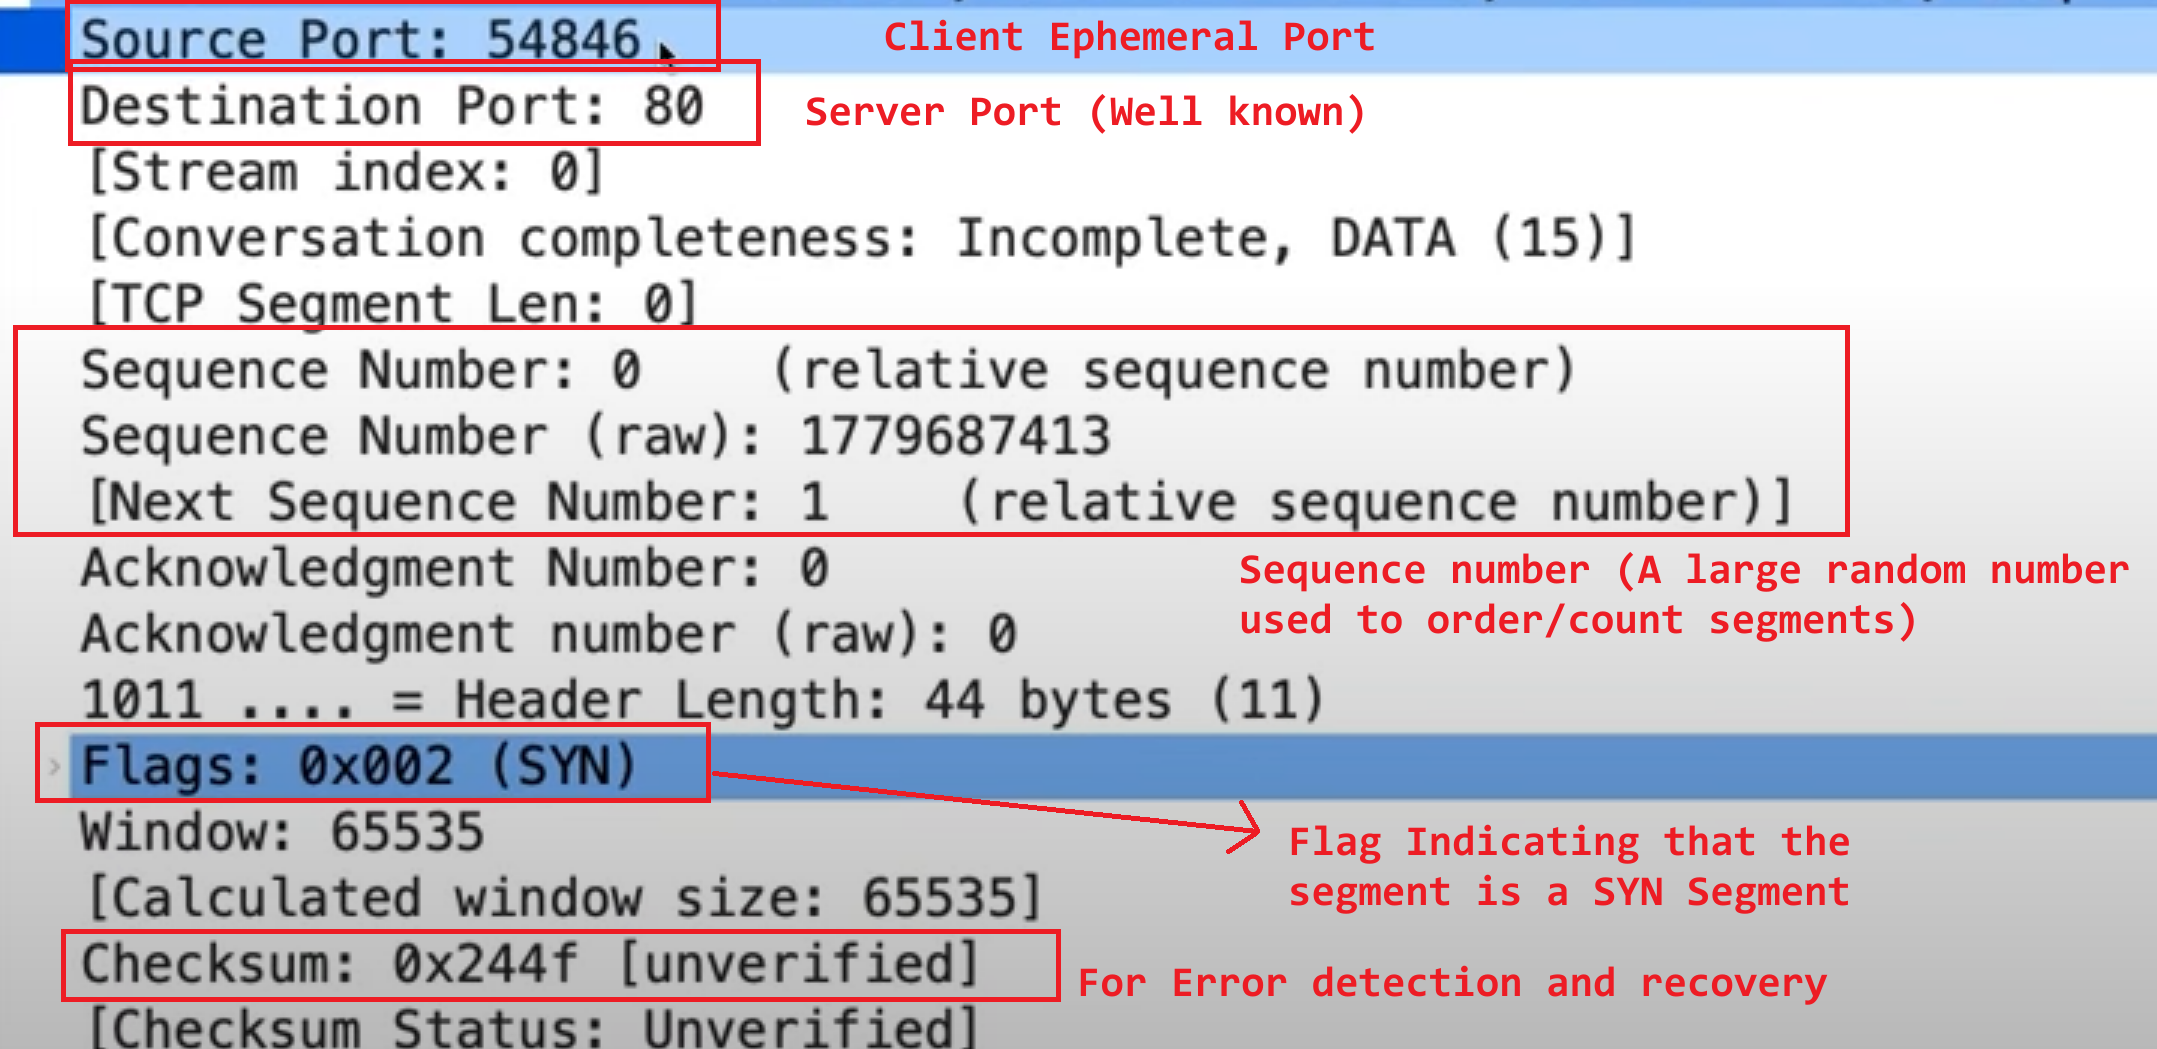 Source Port: 54846
Client Ephemeral Port
Destination Port: 80
Server Port (Well known)
[Stream index: 0]
[Conversation completeness: Incomplete, DATA (15)]
[TCP Segment Len: 0]
Sequence Number: 0    (relative sequence number)
Sequence Number (raw): 1779687413
[Next Sequence Number: 1    (relative sequence number)]
Acknowledgment Number: 0
Sequence number (A large random number
used to order/count segments)
Acknowledgment number (raw): 0
1011 .... = Header Length: 44 bytes (11)
Flags: 0x002 (SYN)
Window: 65535
Flag Indicating that the
segment is a SYN Segment
[Calculated window size: 65535]
Checksum: 0x244f [unverified]
For Error detection and recovery
[Checksum Status: Unverified]